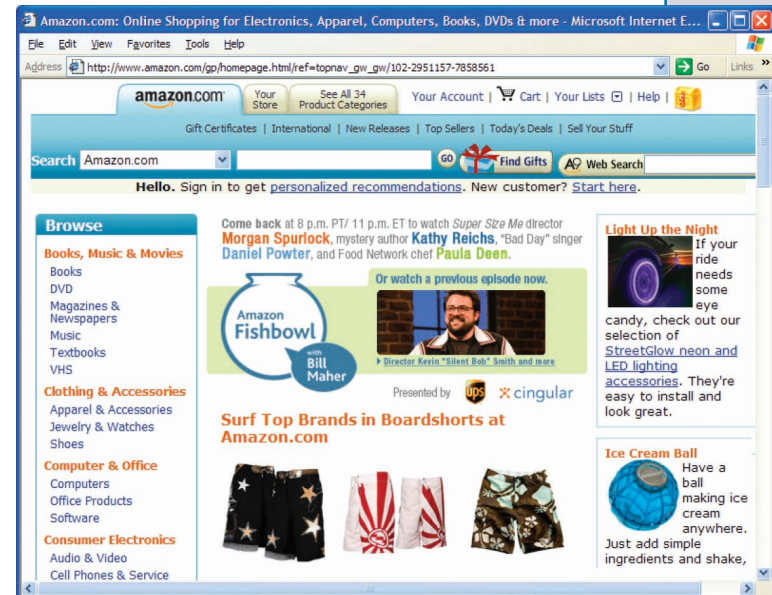 Amazon.com: Online Shopping for Electronics, Apparel, Computers, Books, DVDs & more - Microsoft Internet E...
File Edit View Favorites Tools Help
Address http://www.amazon.com/gp/homepage.html/ref=topnav_gw_gw/102-2951157-7858561 Go Links »
amazon.com Your Store See All 34 Product Categories Your Account | Cart | Your Lists | Help |
Gift Certificates | International | New Releases | Top Sellers | Today's Deals | Sell Your Stuff
Search Amazon.com GO Find Gifts A9 Web Search
Hello. Sign in to get personalized recommendations. New customer? Start here.
Browse
Books, Music & Movies
Books
DVD
Magazines &
Newspapers
Music
Textbooks
VHS
Clothing & Accessories
Apparel & Accessories
Jewelry & Watches
Shoes
Computer & Office
Computers
Office Products
Software
Consumer Electronics
Audio & Video
Cell Phones & Service
Come back at 8 p.m. PT/ 11 p.m. ET to watch Super Size Me director
Morgan Spurlock, mystery author Kathy Reichs, "Bad Day" singer
Daniel Powter, and Food Network chef Paula Deen.
Or watch a previous episode now.
Amazon
Fishbowl
with
Bill
Maher
Director Kevin "Silent Bob" Smith and more
Presented by ups cingular
Surf Top Brands in Boardshorts at
Amazon.com
Light Up the Night
If your
ride
needs
some
eye
candy, check out our
selection of
StreetGlow neon and
LED lighting
accessories. They're
easy to install and
look great.
Ice Cream Ball
Have a
ball
making ice
cream
anywhere.
Just add simple
ingredients and shake,